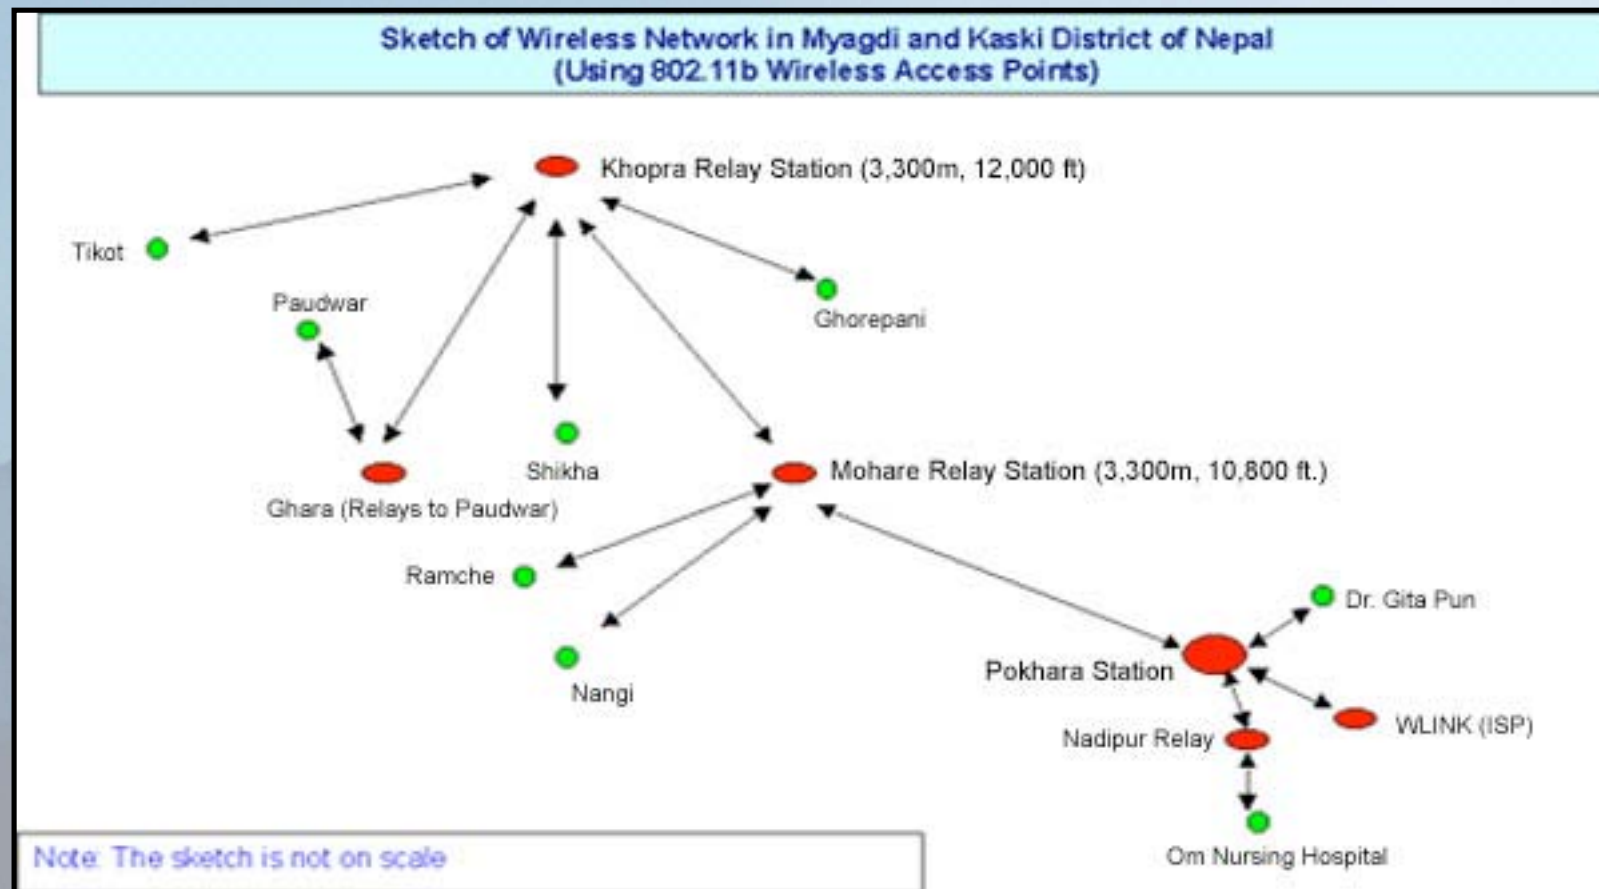 Sketch of Wireless Network in Myagdi and Kaski District of Nepal
(Using 802.11b Wireless Access Points)
Khopra Relay Station (3,300m, 12,000 ft)
Tikot
Paudwar
Ghorepani
Shikha
Mohare Relay Station (3,300m, 10,800 ft.)
Ghara (Relays to Paudwar)
Ramche
Dr. Gita Pun
Pokhara Station
Nangi
WLINK (ISP)
Nadipur Relay
Om Nursing Hospital
Note: The sketch is not on scale